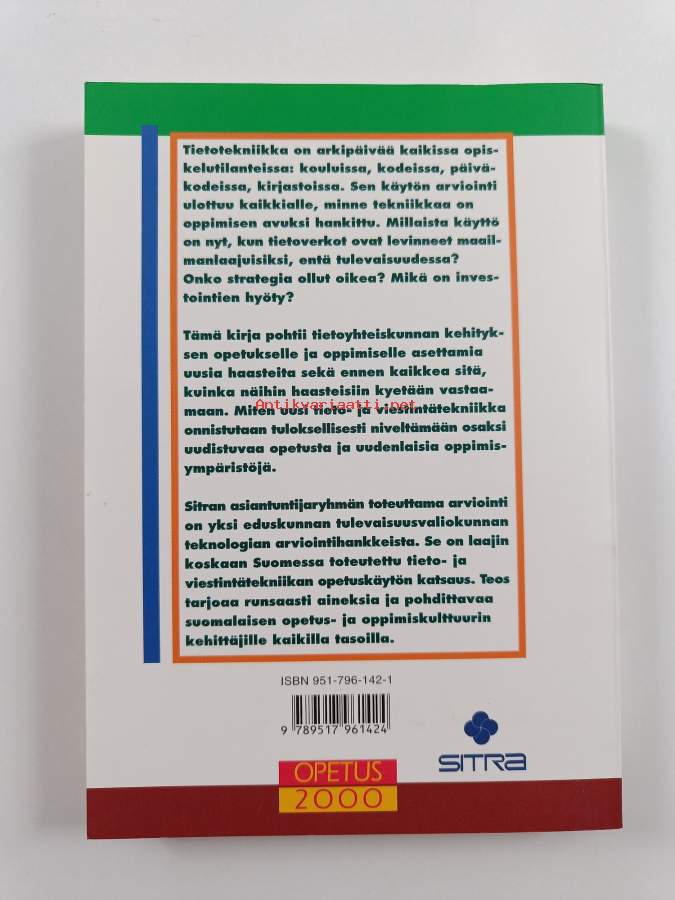 Tietotekniikka on arkipäivää kaikissa opis-
kelutilanteissa: kouluissa, kodeissa, päivä-
kodeissa, kirjastoissa. Sen käytön arviointi
ulottuu kaikkialle, minne tekniikkaa on
oppimisen avuksi hankittu. Millaista käyttö
on nyt, kun tietoverkot ovat levinneet maail-
manlaajuisiksi, entä tulevaisuudessa?
Onko strategia ollut oikea? Mikä on inves-
tointien hyöty?
Tämä kirja pohtii tietoyhteiskunnan kehityk-
sen opetukselle ja oppimiselle asettamia
uusia haasteita sekä ennen kaikkea sitä,
kuinka näihin haasteisiin kyetään vastaa-
maan. Miten uusi tieto- ja viestintätekniikka
Antikvariaatti.net
onnistutaan tuloksellisesti niveltämään osaksi
uudistuvaa opetusta ja uudenlaisia oppimis-
ympäristöjä.
Sitran asiantuntijaryhmän toteuttama arviointi
on yksi eduskunnan tulevaisuusvaliokunnan
teknologian arviointihankkeista. Se on laajin
koskaan Suomessa toteutettu tieto- ja
viestintätekniikan opetuskäytön katsaus. Teos
tarjoaa runsaasti aineksia ja pohdittavaa
suomalaisen opetus- ja oppimiskulttuurin
kehittäjille kaikilla tasoilla.
ISBN 951-796-142-1
9 789517 961424
SITRA
OPETUS
2000